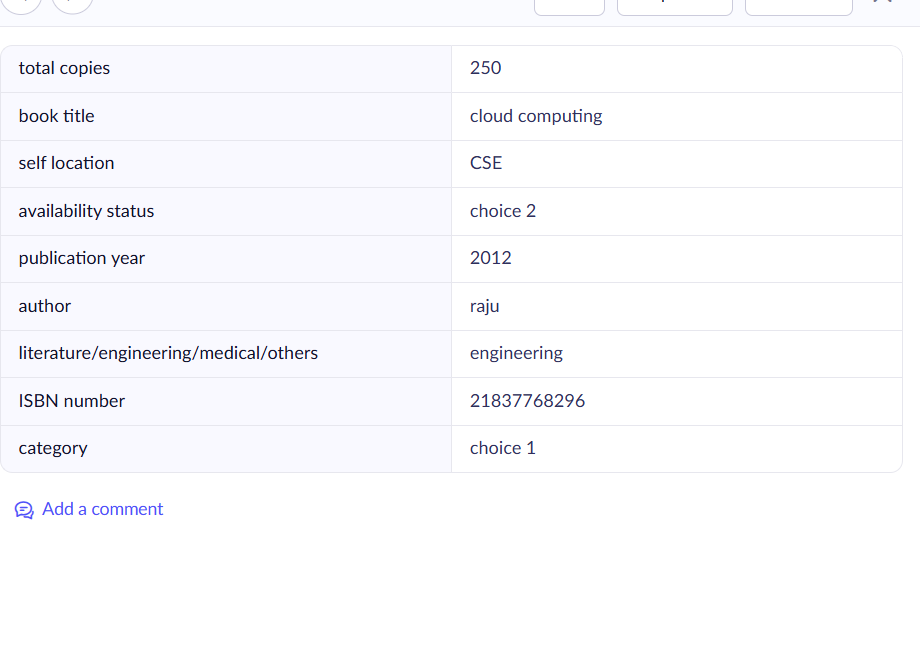 total copies 250
book title cloud computing
self location CSE
availability status choice 2
publication year 2012
author raju
literature/engineering/medical/others engineering
ISBN number 21837768296
category choice 1
Add a comment